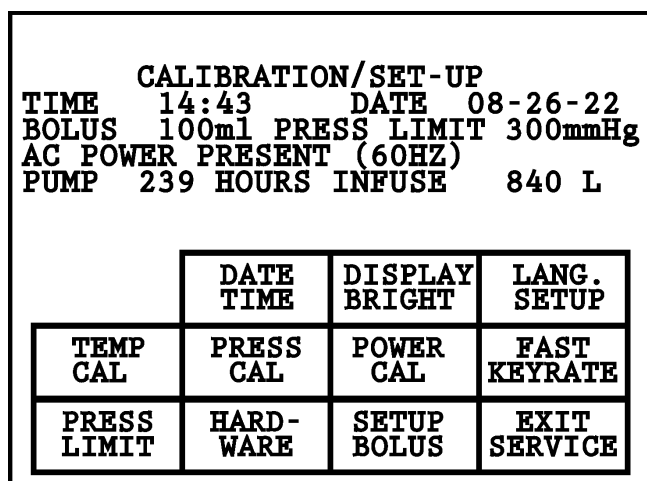 CALIBRATION/SET-UP
TIME 14:43 DATE 08-26-22
BOLUS 100ml PRESS LIMIT 300mmHg
AC POWER PRESENT (60HZ)
PUMP 239 HOURS INFUSE 840 L
DATE TIME
DISPLAY BRIGHT
LANG. SETUP
TEMP CAL
PRESS CAL
POWER CAL
FAST KEYRATE
PRESS LIMIT
HARD-WARE
SETUP BOLUS
EXIT SERVICE